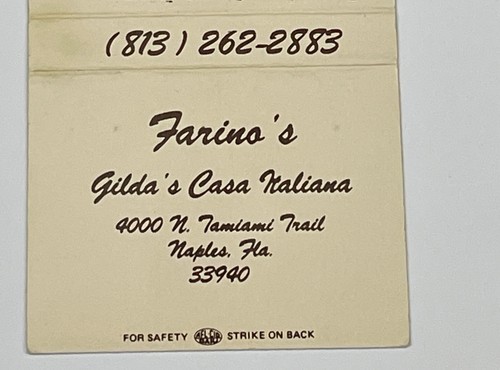 (813) 262-2883
Farino's
Gilda's Casa Italiana
4000 N. Tamiami Trail
Naples, Fla.
33940
FOR SAFETY STRIKE ON BACK